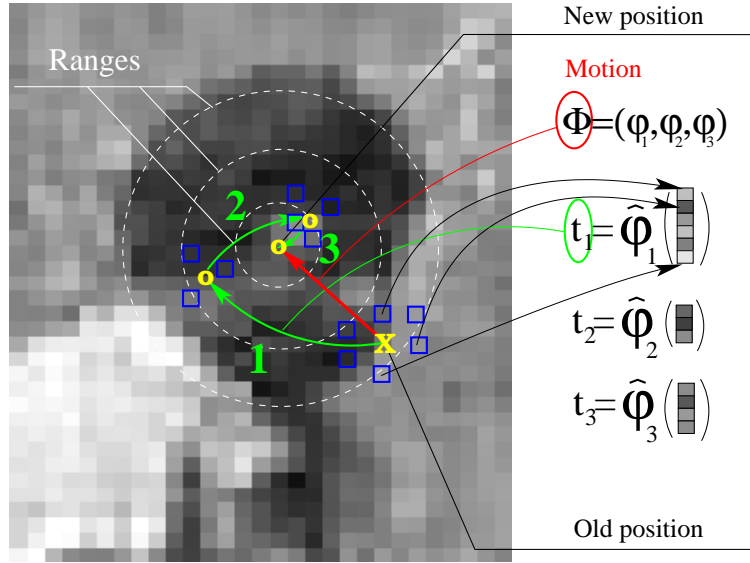 New position
Ranges
Motion
Φ=(φ₁,φ₂,φ₃)
2
o
o
3
t₁=φ̂₁( )
o
x
1
t₂=φ̂₂( )
t₃=φ̂₃( )
Old position